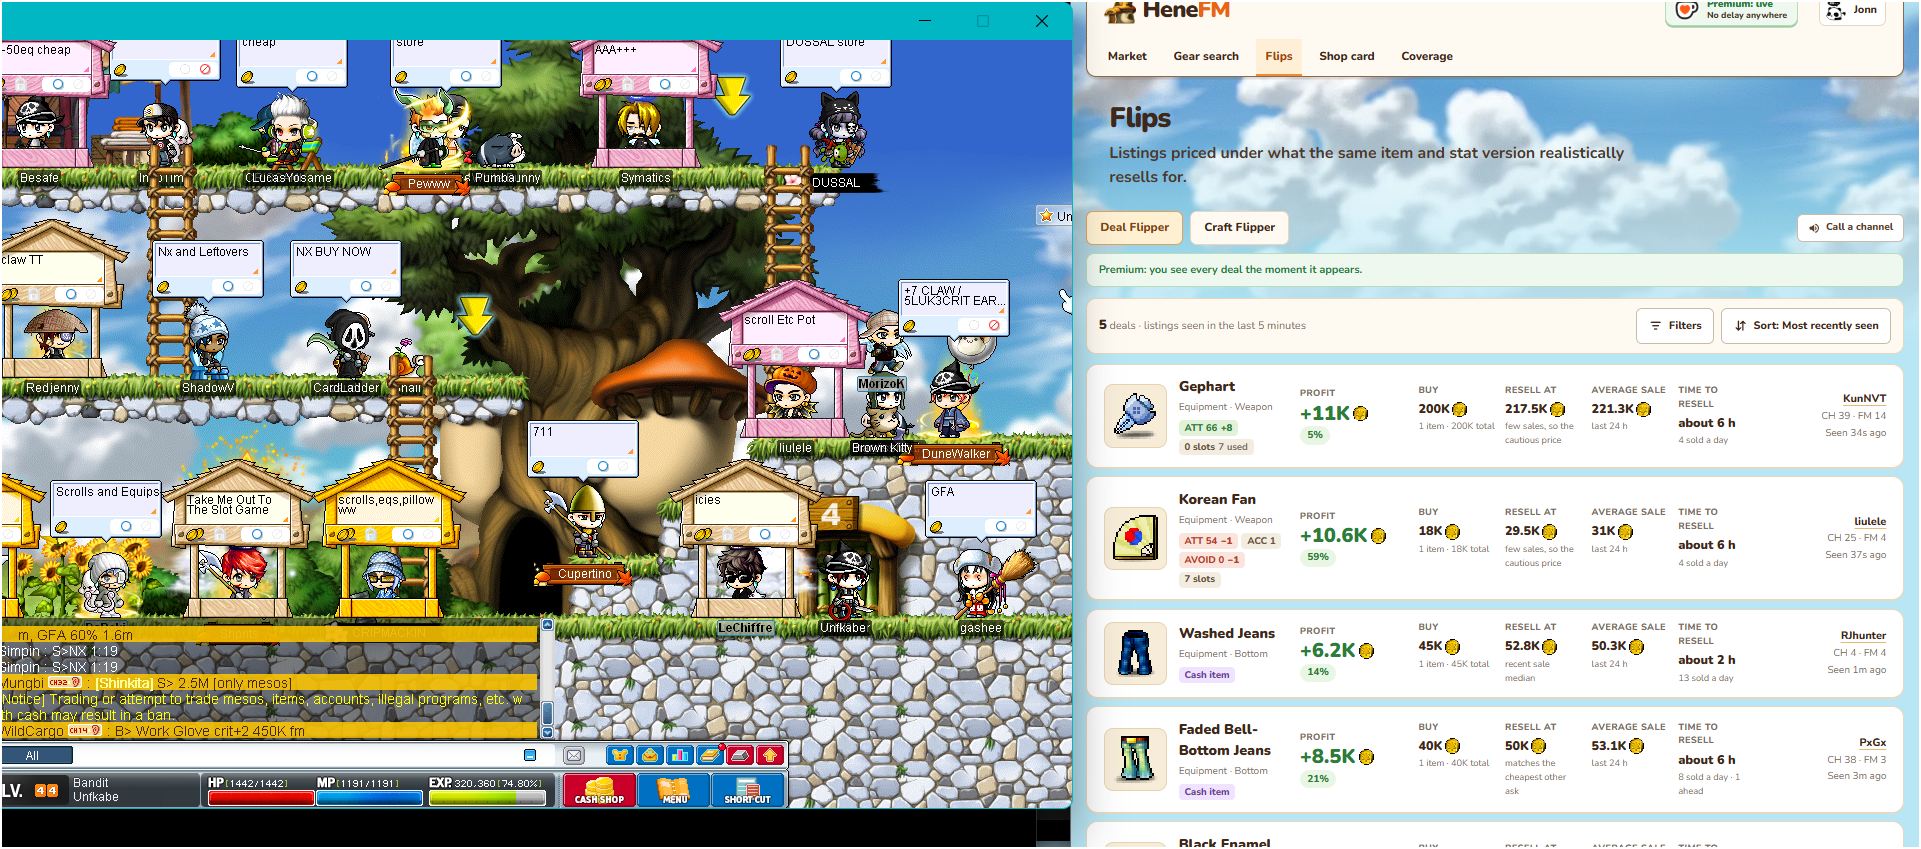 -50eq cheap
cheap
store
AAA+++
DUSSAL store
Besafe
LucasYosame
Pewww
Pumbaunny
Symatics
DUSSAL
Un
claw TT
Nx and Leftovers
NX BUY NOW
scroll Etc Pot
+7 CLAW /
5LUK3CRIT EAR...
Redjenny
ShadowV
CardLadder
MorizoK
liulele
Brown Kitty
DuneWalker
711
Scrolls and Equips
Take Me Out To
The Slot Game
scrolls,eqs,pillow
ww
icies
4
GFA
Cupertino
LeChiffre
Unfkabe
gashee
m, GFA 60% 1.6m
Simpin : S>NX 1:19
Simpin : S>NX 1:19
Mungbi CH32 : [Shinkita] S> 2.5M [only mesos]
[Notice] Trading or attempt to trade mesos, items, accounts, illegal programs, etc. w
th cash may result in a ban.
WildCargo CH14 : B> Work Glove crit+2 450K fm
All
LV. 44
Bandit
Unfkabe
HP[1442/1442]
MP[1191/1191]
EXP. 320,360[74.80%]
CASH SHOP
MENU
SHORT CUT
HeneFM
Premium: live
No delay anywhere
Jonn
Market
Gear search
Flips
Shop card
Coverage
Flips
Listings priced under what the same item and stat version realistically
resells for.
Deal Flipper
Craft Flipper
Call a channel
Premium: you see every deal the moment it appears.
5 deals · listings seen in the last 5 minutes
Filters
Sort: Most recently seen
Gephart
Equipment · Weapon
ATT 66 +8
0 slots 7 used
PROFIT
+11K
5%
BUY
200K
1 item · 200K total
RESELL AT
217.5K
few sales, so the
cautious price
AVERAGE SALE
221.3K
last 24 h
TIME TO
RESELL
about 6 h
4 sold a day
KunNVT
CH 39 · FM 14
Seen 34s ago
Korean Fan
Equipment · Weapon
ATT 54 −1
ACC 1
AVOID 0 −1
7 slots
PROFIT
+10.6K
59%
BUY
18K
1 item · 18K total
RESELL AT
29.5K
few sales, so the
cautious price
AVERAGE SALE
31K
last 24 h
TIME TO
RESELL
about 6 h
4 sold a day
liulele
CH 25 · FM 4
Seen 37s ago
Washed Jeans
Equipment · Bottom
Cash item
PROFIT
+6.2K
14%
BUY
45K
1 item · 45K total
RESELL AT
52.8K
recent sale
median
AVERAGE SALE
50.3K
last 24 h
TIME TO
RESELL
about 2 h
13 sold a day
RJhunter
CH 4 · FM 4
Seen 1m ago
Faded Bell-
Bottom Jeans
Equipment · Bottom
Cash item
PROFIT
+8.5K
21%
BUY
40K
1 item · 40K total
RESELL AT
50K
matches the
cheapest other
ask
AVERAGE SALE
53.1K
last 24 h
TIME TO
RESELL
about 6 h
8 sold a day · 1
ahead
PxGx
CH 38 · FM 3
Seen 3m ago
Black Enamel
BUY
RESELL AT
AVERAGE SALE
TIME TO